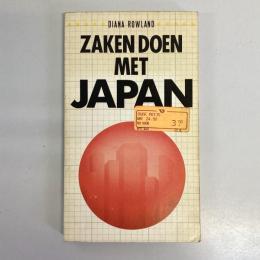 DIANA ROWLAND
ZAKEN DOEN
MET
JAPAN